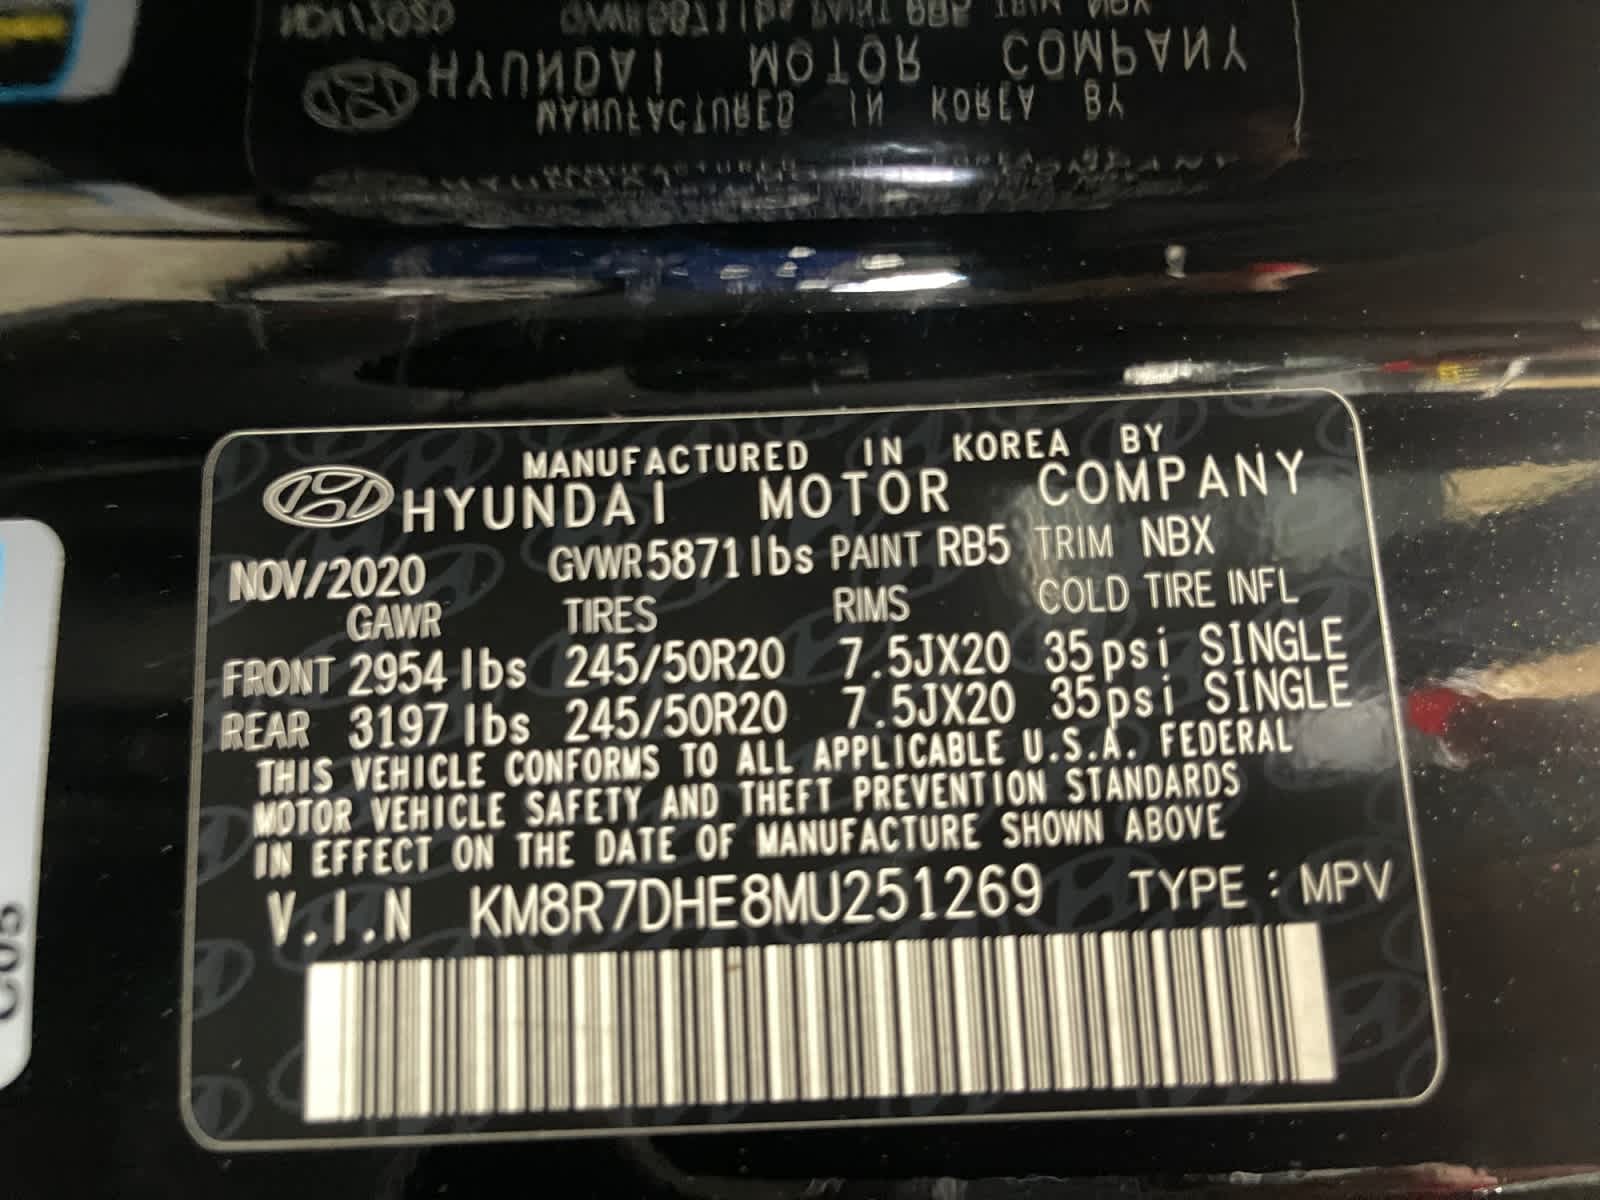 MANUFACTURED IN KOREA BY
HYUNDAI MOTOR COMPANY
NOV/2020 GVWR 5871lbs PAINT RB5 TRIM NBX
GAWR TIRES RIMS COLD TIRE INFL
FRONT 2954 lbs 245/50R20 7.5JX20 35psi SINGLE
REAR 3197 lbs 245/50R20 7.5JX20 35psi SINGLE
THIS VEHICLE CONFORMS TO ALL APPLICABLE U.S.A. FEDERAL
MOTOR VEHICLE SAFETY AND THEFT PREVENTION STANDARDS
IN EFFECT ON THE DATE OF MANUFACTURE SHOWN ABOVE
V.I.N KM8R7DHE8MU251269 TYPE : MPV